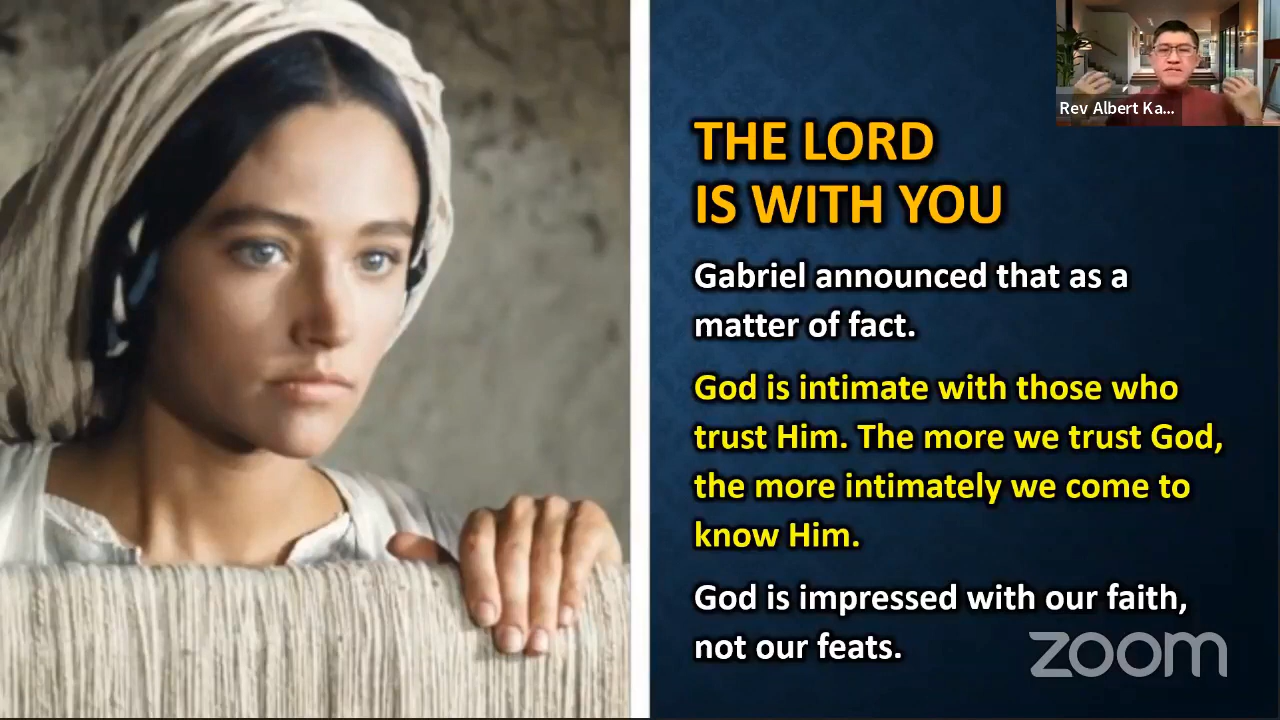 Rev Albert Ka...
THE LORD
IS WITH YOU
Gabriel announced that as a
matter of fact.
God is intimate with those who
trust Him. The more we trust God,
the more intimately we come to
know Him.
God is impressed with our faith,
not our feats.
zoom